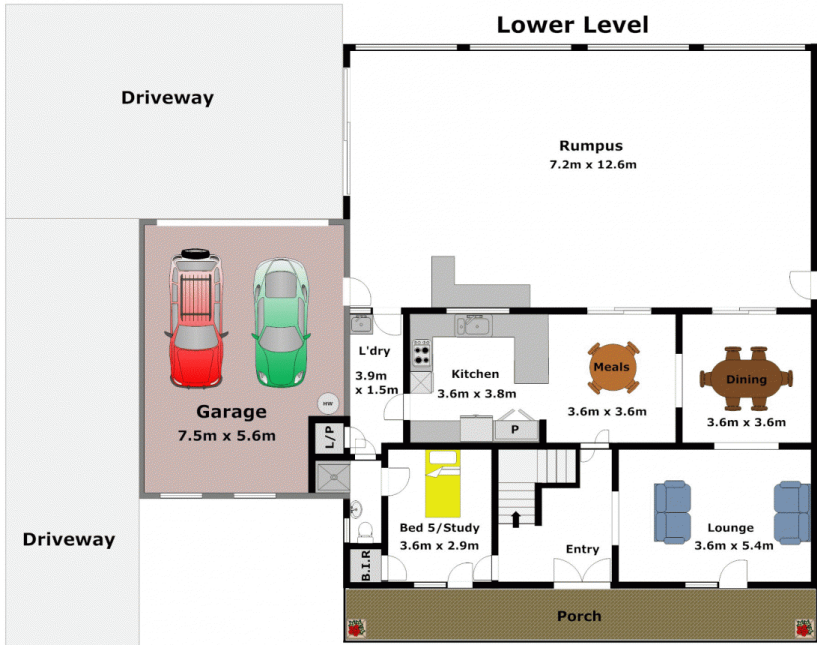 Lower Level
Driveway
Rumpus
7.2m x 12.6m
L'dry
3.9m
x 1.5m
Kitchen
3.6m x 3.8m
Meals
3.6m x 3.6m
Dining
3.6m x 3.6m
HW
Garage
7.5m x 5.6m
L/P
P
Driveway
Bed 5/Study
3.6m x 2.9m
Entry
Lounge
3.6m x 5.4m
B.I.R
Porch